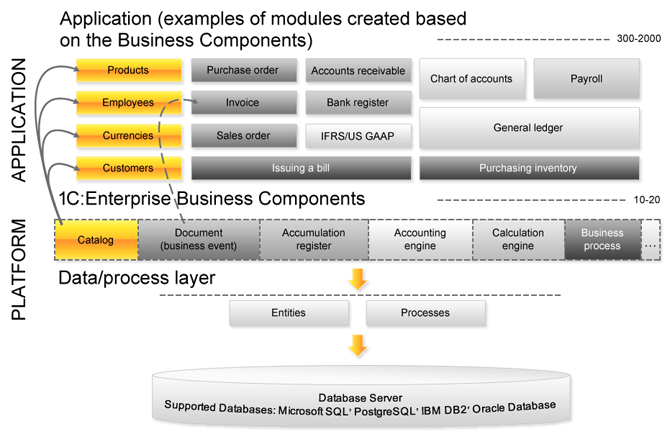 Application (examples of modules created based
on the Business Components)
300-2000
APPLICATION
Products
Purchase order
Accounts receivable
Chart of accounts
Payroll
Employees
Invoice
Bank register
General ledger
Currencies
Sales order
IFRS/US GAAP
Customers
Issuing a bill
Purchasing inventory
1C:Enterprise Business Components
10-20
PLATFORM
Catalog
Document
(business event)
Accumulation
register
Accounting
engine
Calculation
engine
Business
process
...
Data/process layer
Entities
Processes
Database Server
Supported Databases: Microsoft SQL, PostgreSQL, IBM DB2, Oracle Database